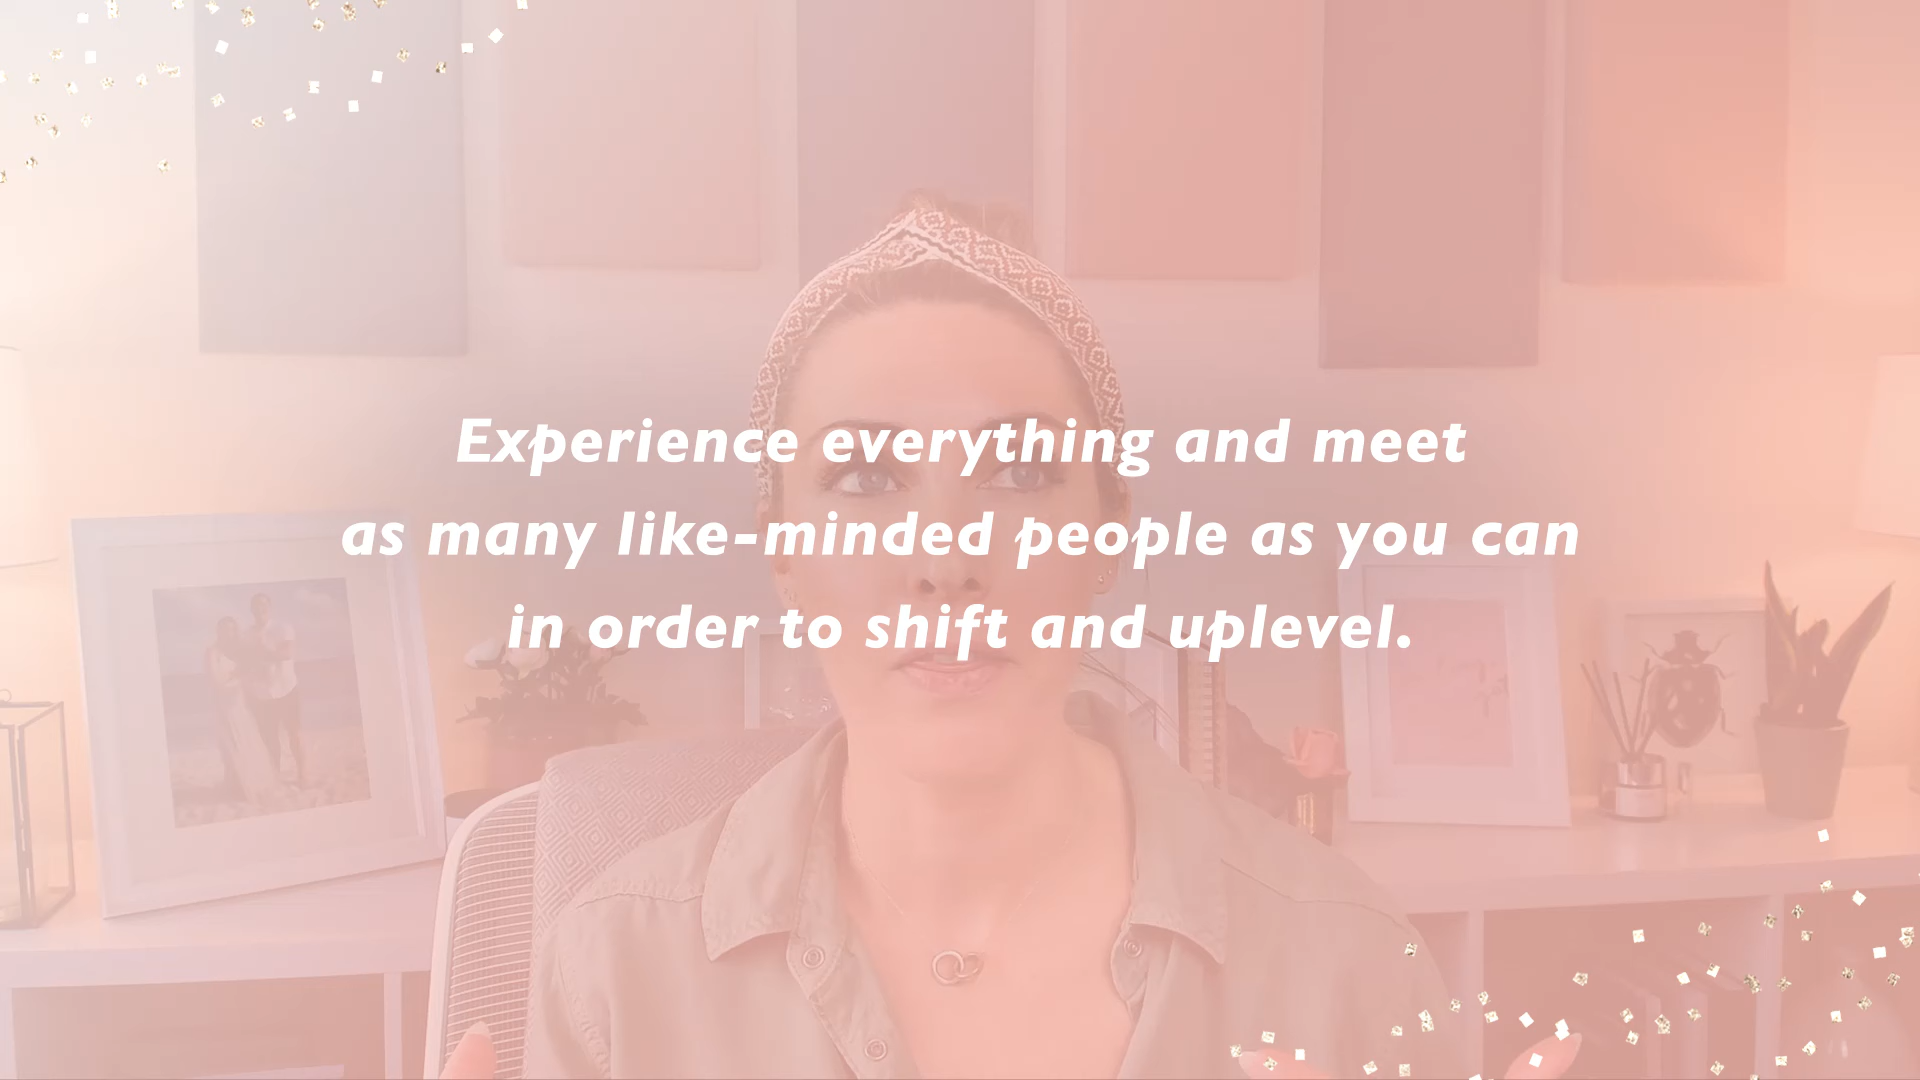 Experience everything and meet
as many like-minded people as you can
in order to shift and uplevel.